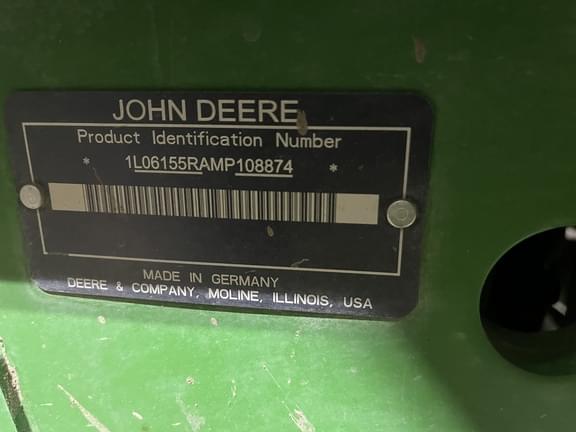 JOHN DEERE
Product Identification Number
* 1L06155RAMP108874 *
MADE IN GERMANY
DEERE & COMPANY, MOLINE, ILLINOIS, USA